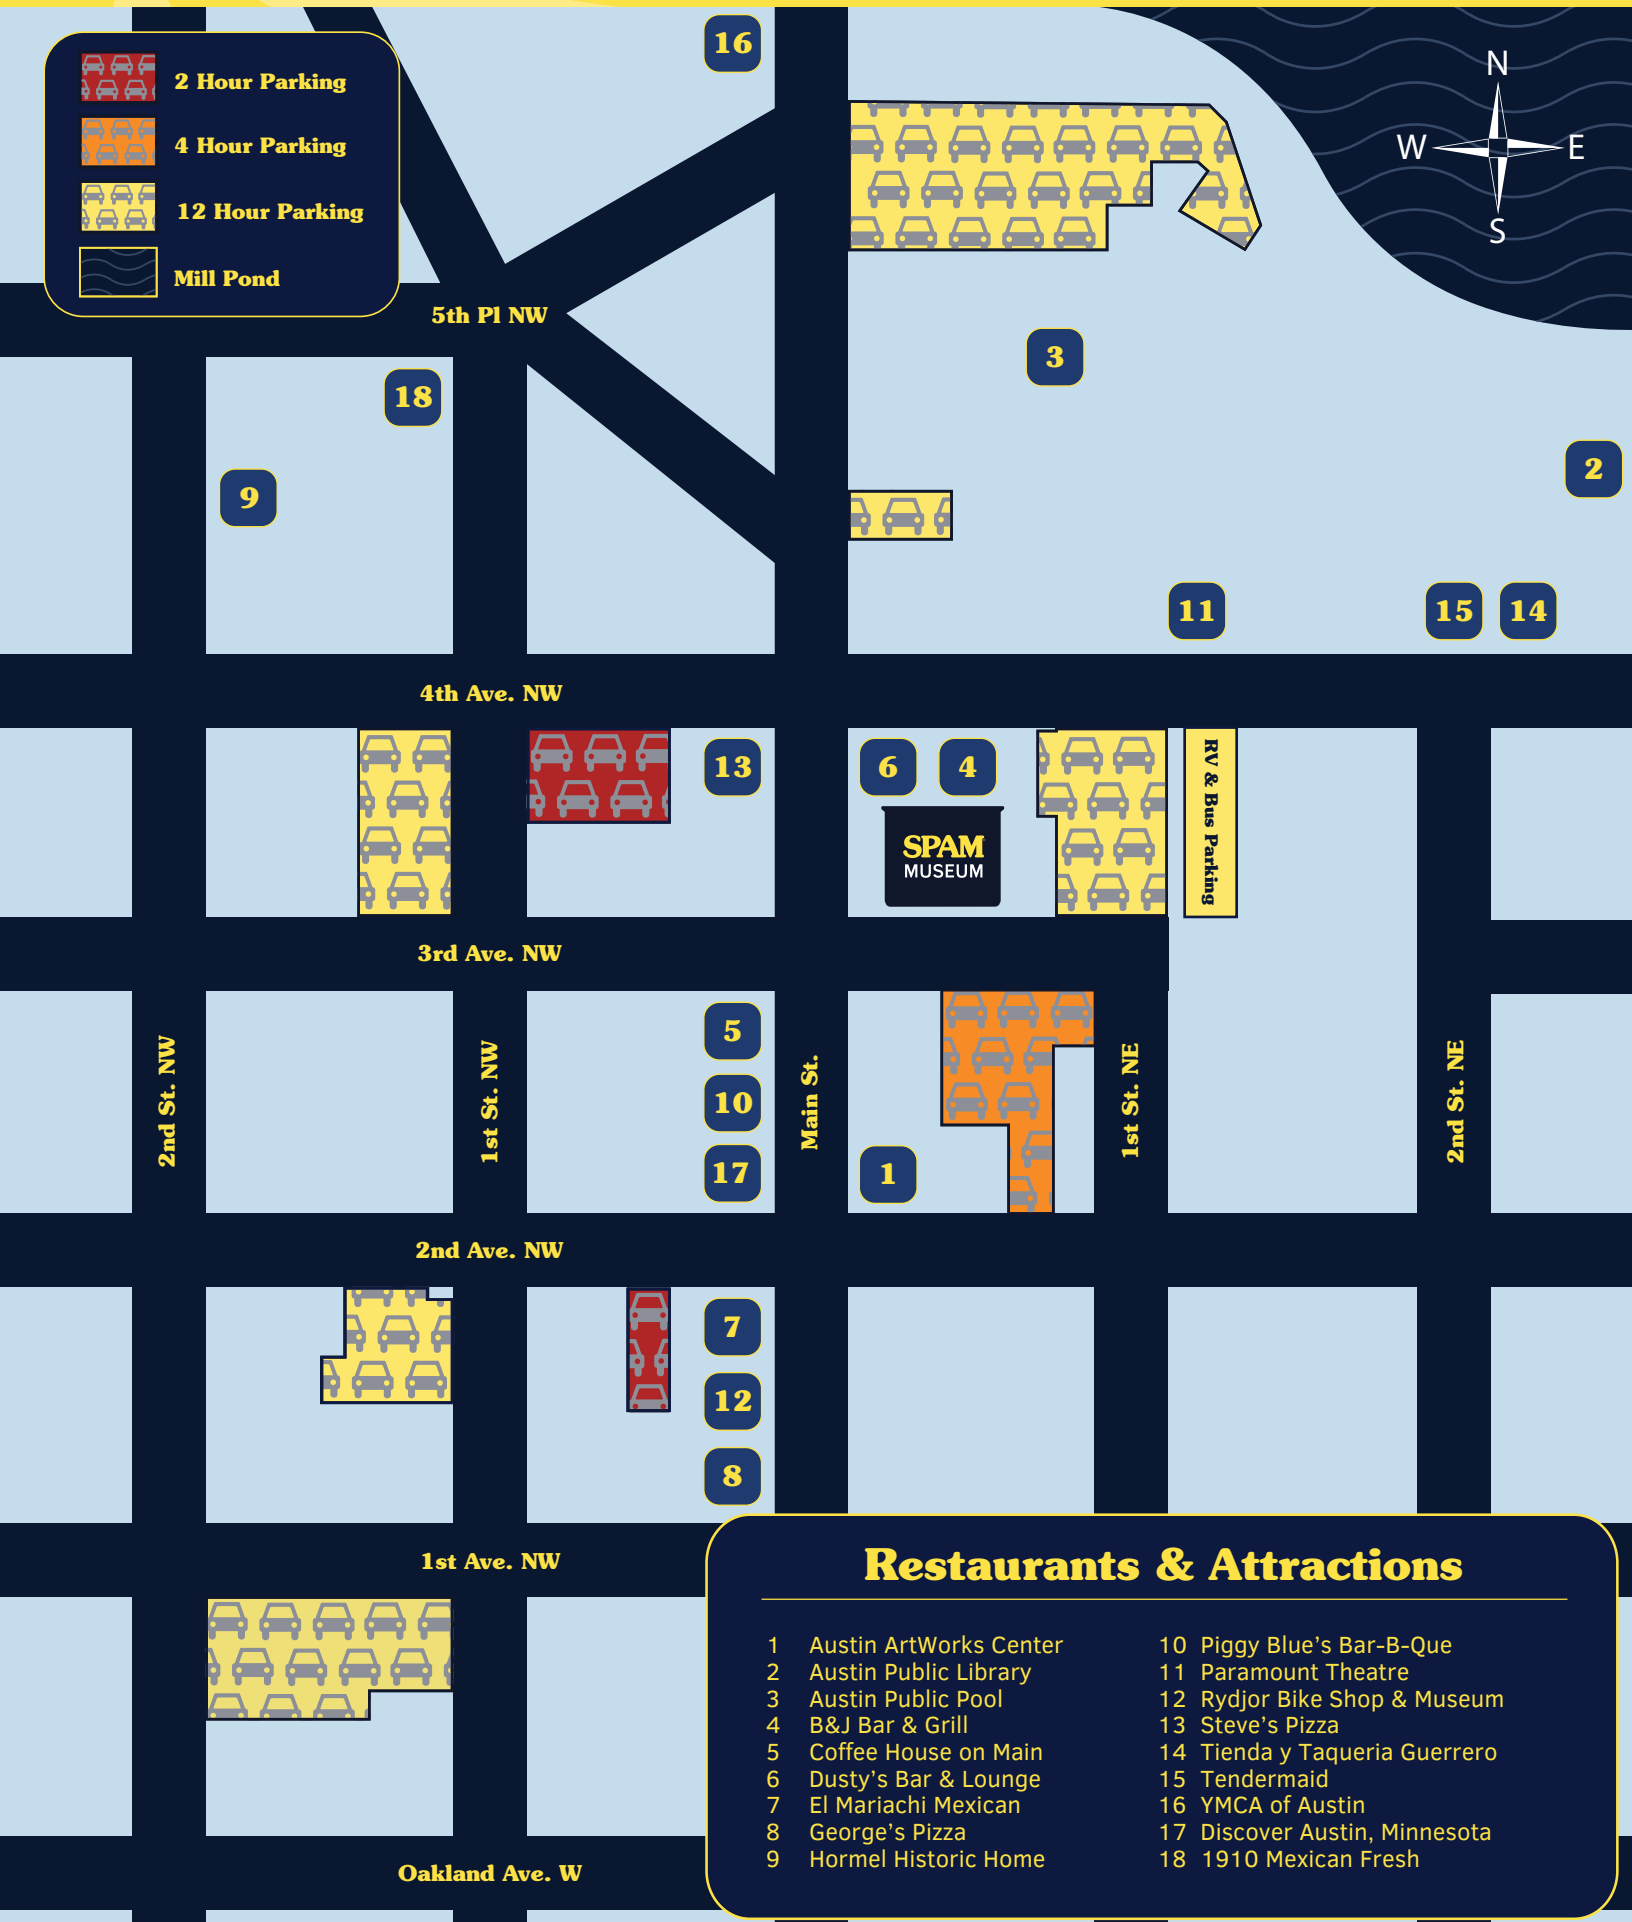 16
2 Hour Parking
4 Hour Parking
12 Hour Parking
Mill Pond
N
W
E
S
5th Pl NW
3
18
9
2
11
15
14
4th Ave. NW
13
6
4
SPAM
MUSEUM
RV & Bus Parking
3rd Ave. NW
5
10
17
1
2nd St. NW
1st St. NW
Main St.
1st St. NE
2nd St. NE
2nd Ave. NW
7
12
8
1st Ave. NW
Oakland Ave. W
Restaurants & Attractions
1 Austin ArtWorks Center
2 Austin Public Library
3 Austin Public Pool
4 B&J Bar & Grill
5 Coffee House on Main
6 Dusty’s Bar & Lounge
7 El Mariachi Mexican
8 George’s Pizza
9 Hormel Historic Home
10 Piggy Blue’s Bar-B-Que
11 Paramount Theatre
12 Rydjor Bike Shop & Museum
13 Steve’s Pizza
14 Tienda y Taqueria Guerrero
15 Tendermaid
16 YMCA of Austin
17 Discover Austin, Minnesota
18 1910 Mexican Fresh